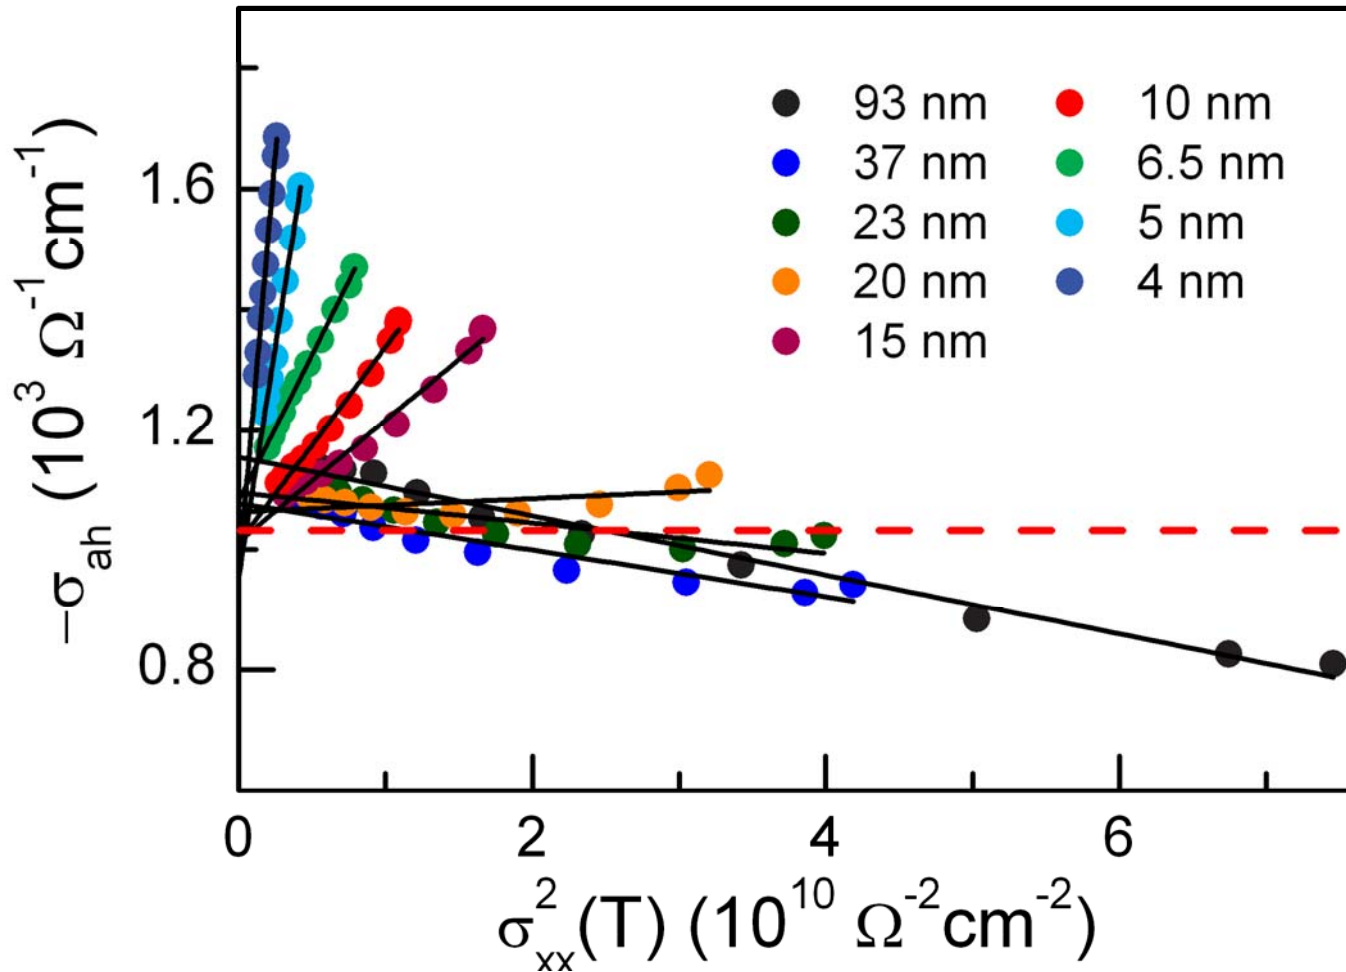 93 nm 10 nm
37 nm 6.5 nm
23 nm 5 nm
20 nm 4 nm
15 nm
1.6
1.2
0.8
−σah (10³ Ω⁻¹cm⁻¹)
0 2 4 6
σ²xx(T) (10¹⁰ Ω⁻²cm⁻²)